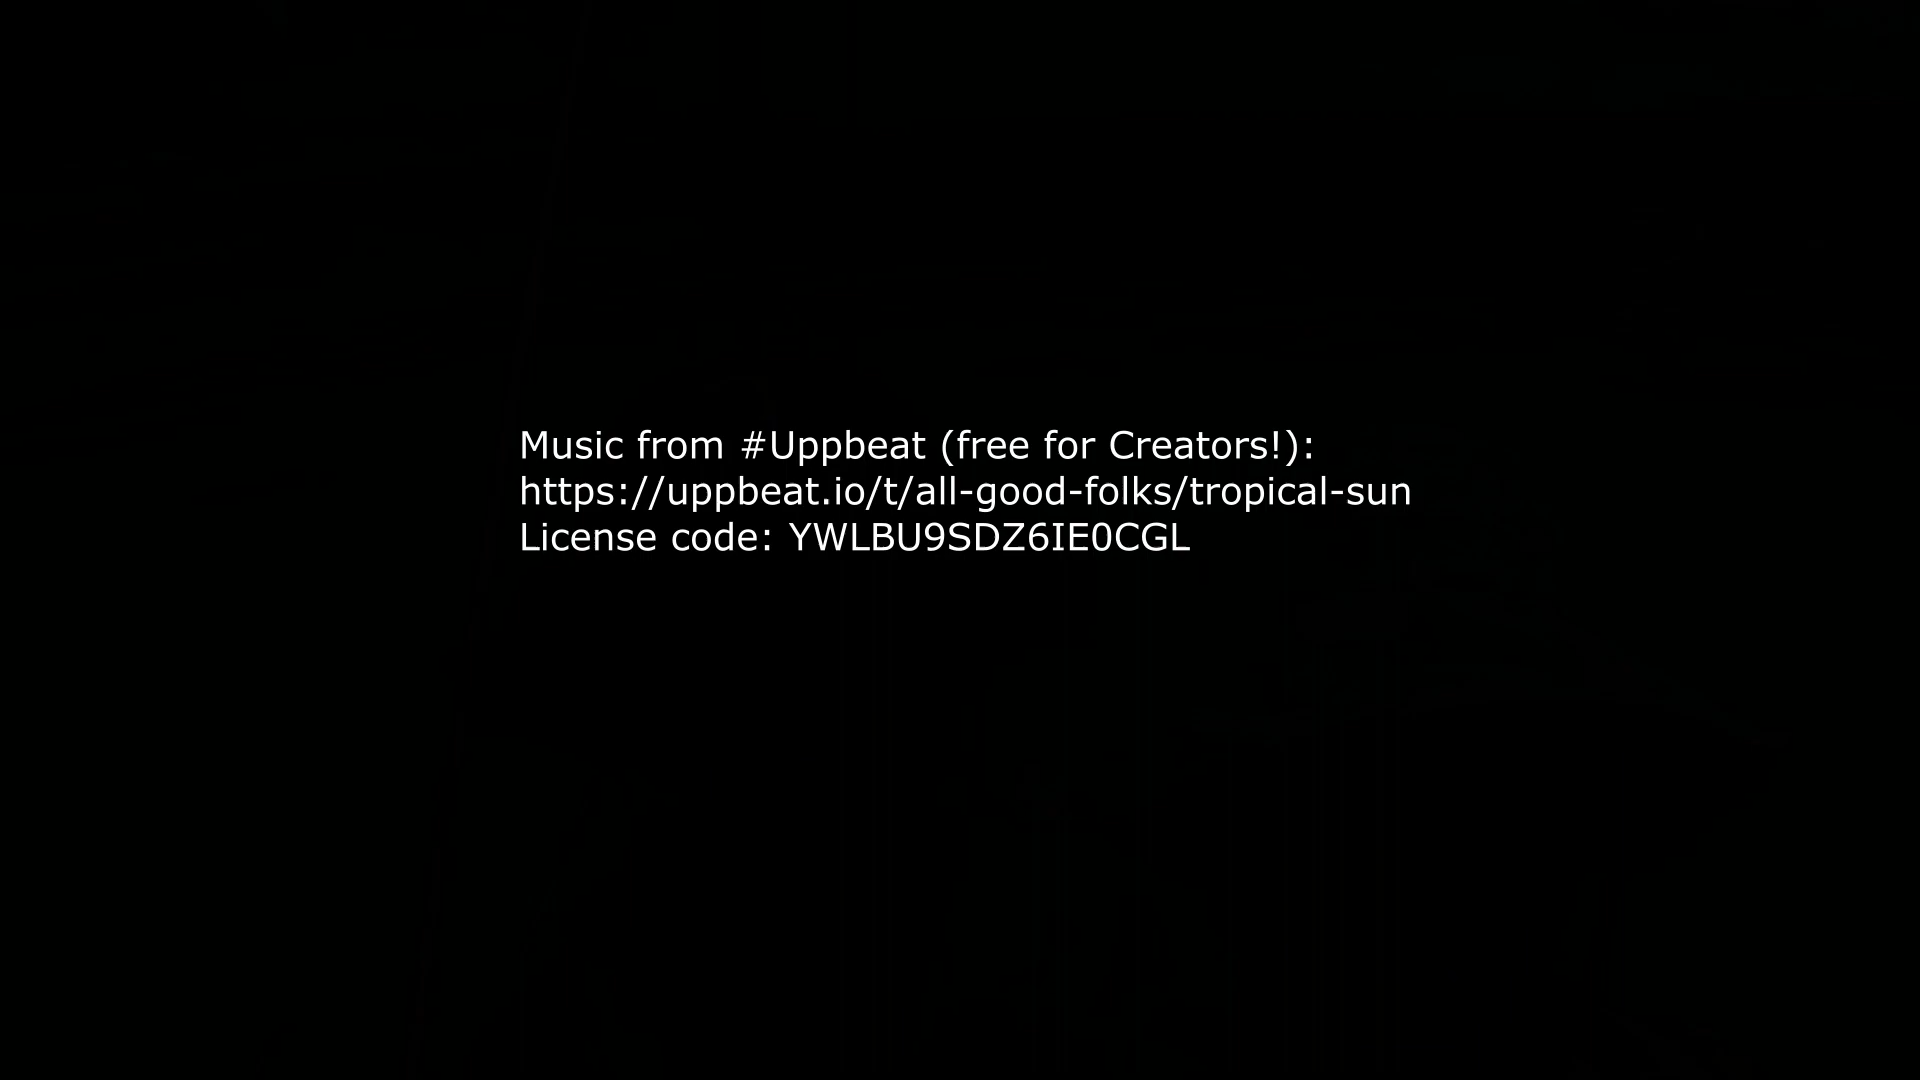 Music from #Uppbeat (free for Creators!):
https://uppbeat.io/t/all-good-folks/tropical-sun
License code: YWLBU9SDZ6IE0CGL